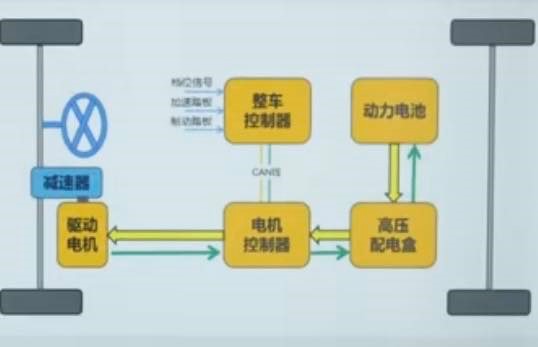 档位信号
加速踏板
制动踏板
整车
控制器
动力电池
CAN线
减速器
驱动
电机
电机
控制器
高压
配电盒